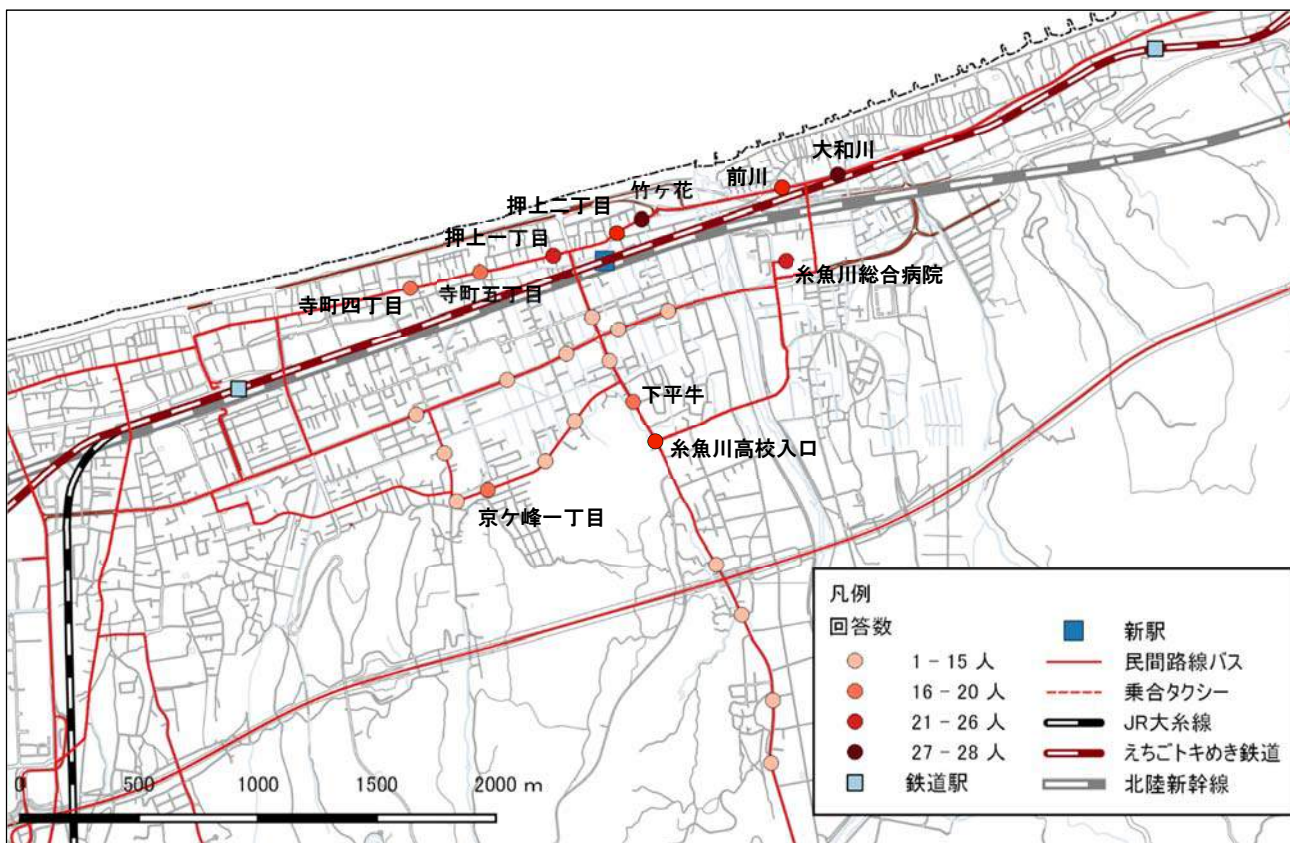 大和川
前川
竹ヶ花
押上二丁目
押上一丁目
糸魚川総合病院
寺町五丁目
寺町四丁目
下平牛
糸魚川高校入口
京ケ峰一丁目
凡例
回答数
1 - 15 人
16 - 20 人
21 - 26 人
27 - 28 人
鉄道駅
新駅
民間路線バス
乗合タクシー
JR大糸線
えちごトキめき鉄道
北陸新幹線
0 500 1000 1500 2000 m